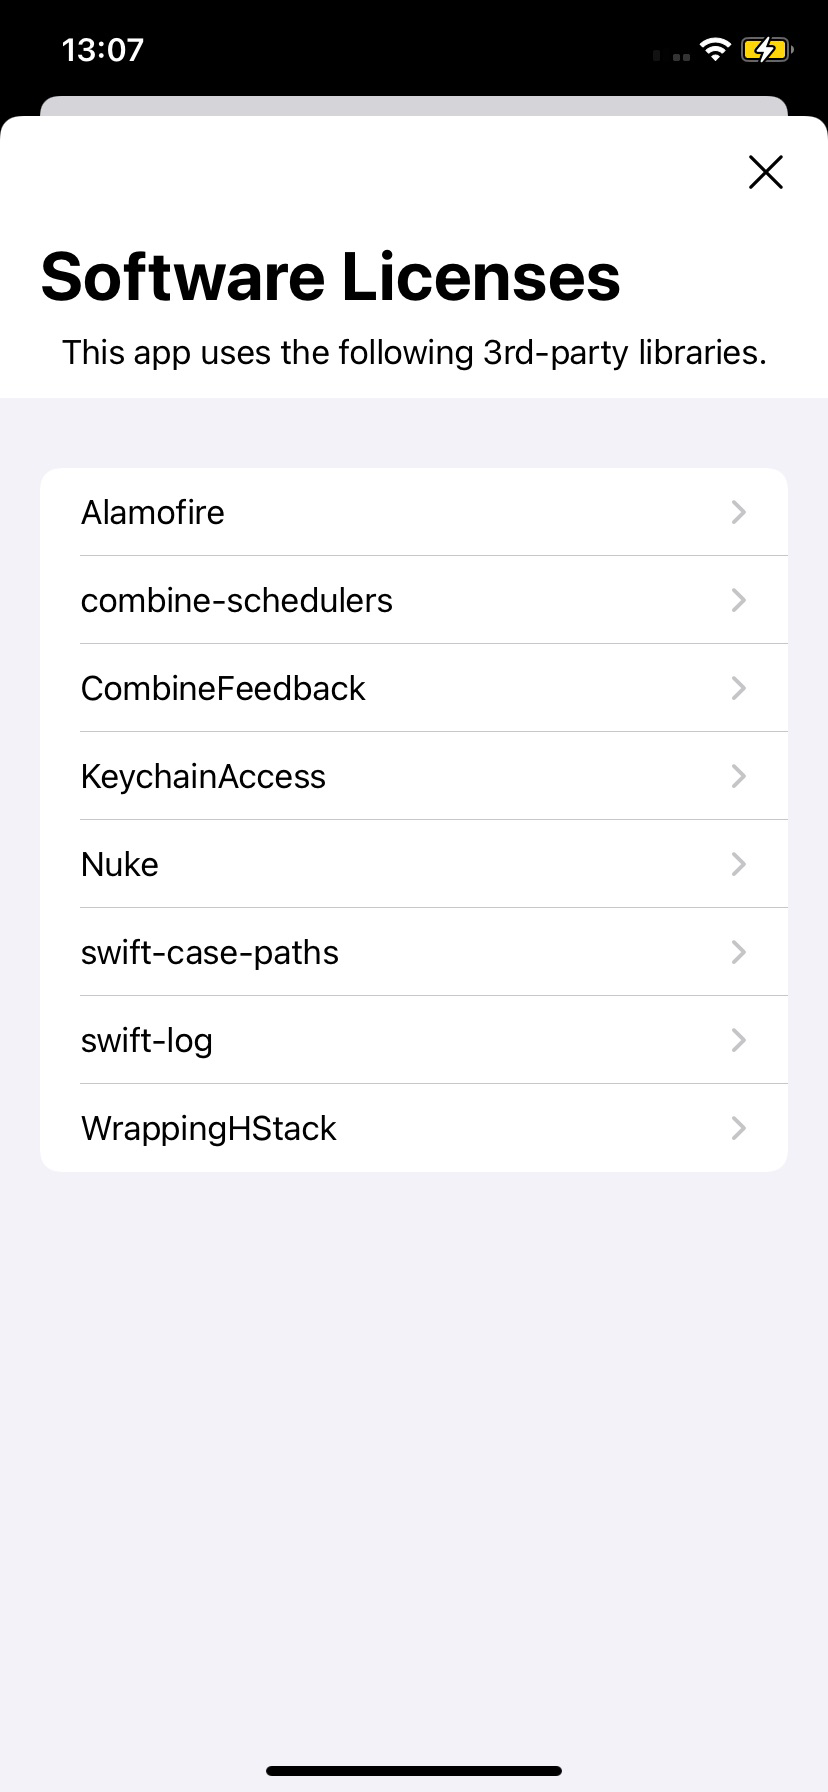 13:07
Software Licenses
This app uses the following 3rd-party libraries.
Alamofire
combine-schedulers
CombineFeedback
KeychainAccess
Nuke
swift-case-paths
swift-log
WrappingHStack